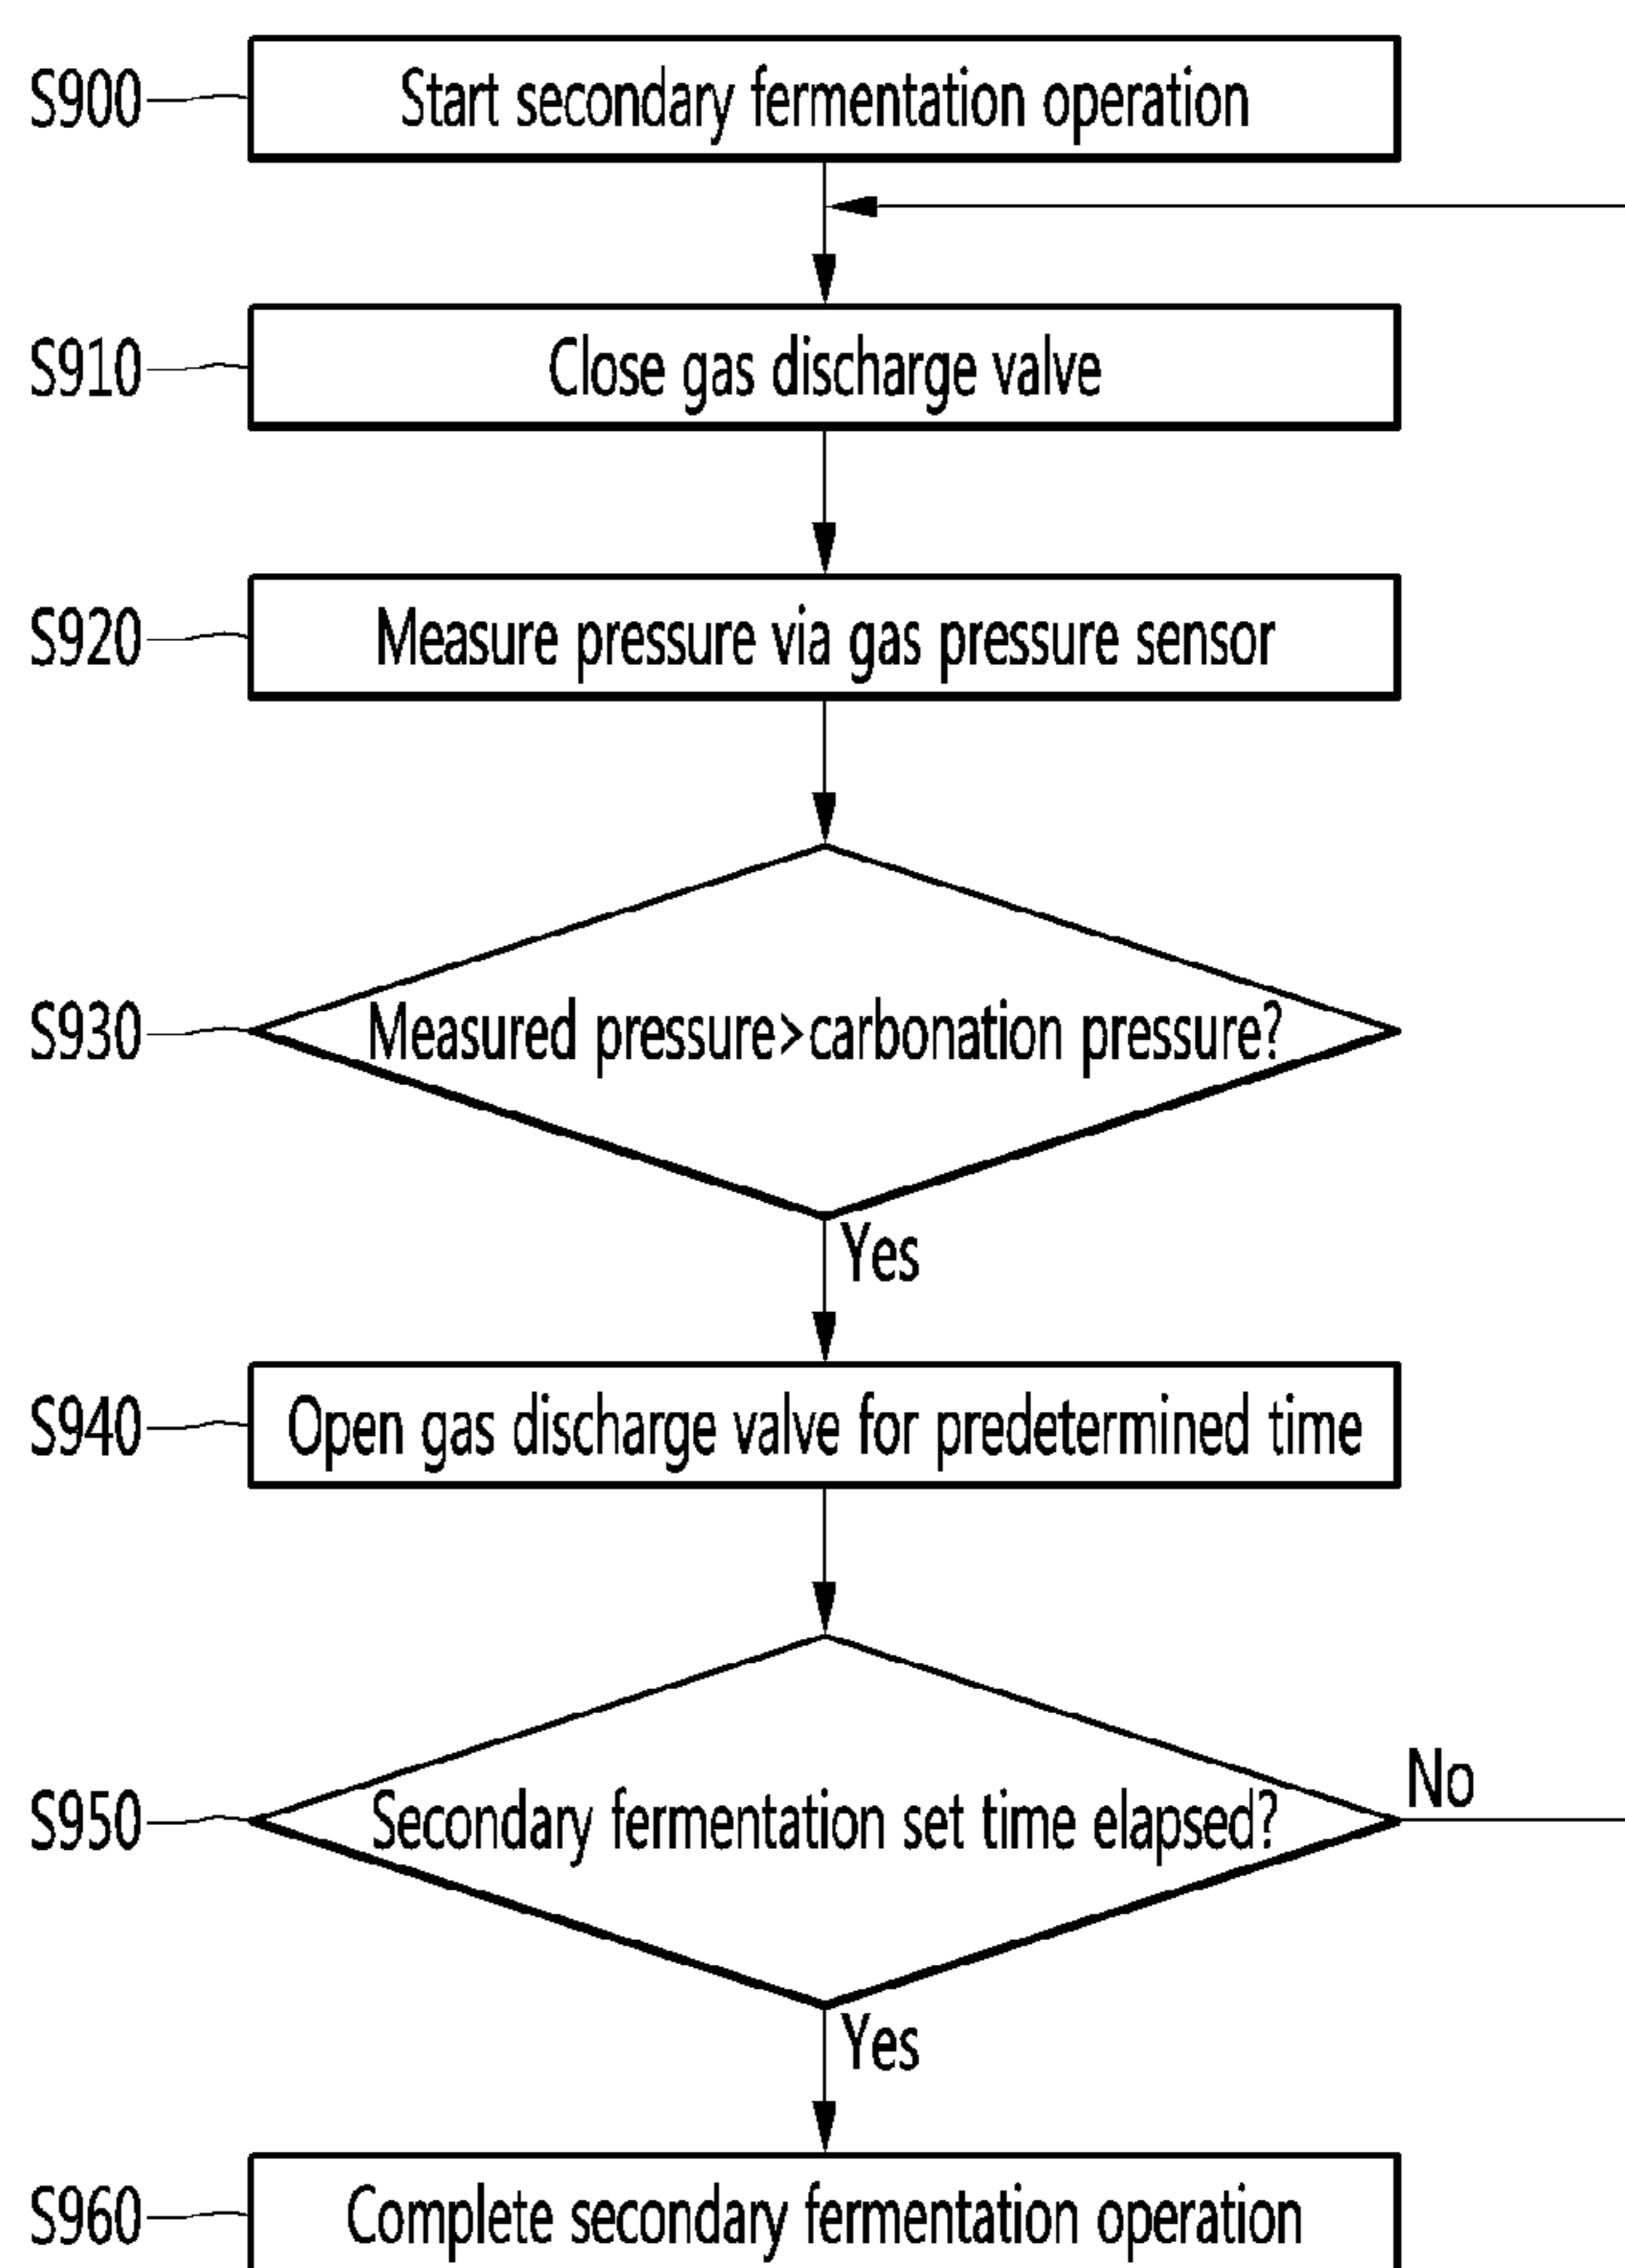 S900 Start secondary fermentation operation
S910 Close gas discharge valve
S920 Measure pressure via gas pressure sensor
S930 Measured pressure>carbonation pressure?
Yes
S940 Open gas discharge valve for predetermined time
No
S950 Secondary fermentation set time elapsed?
Yes
S960 Complete secondary fermentation operation